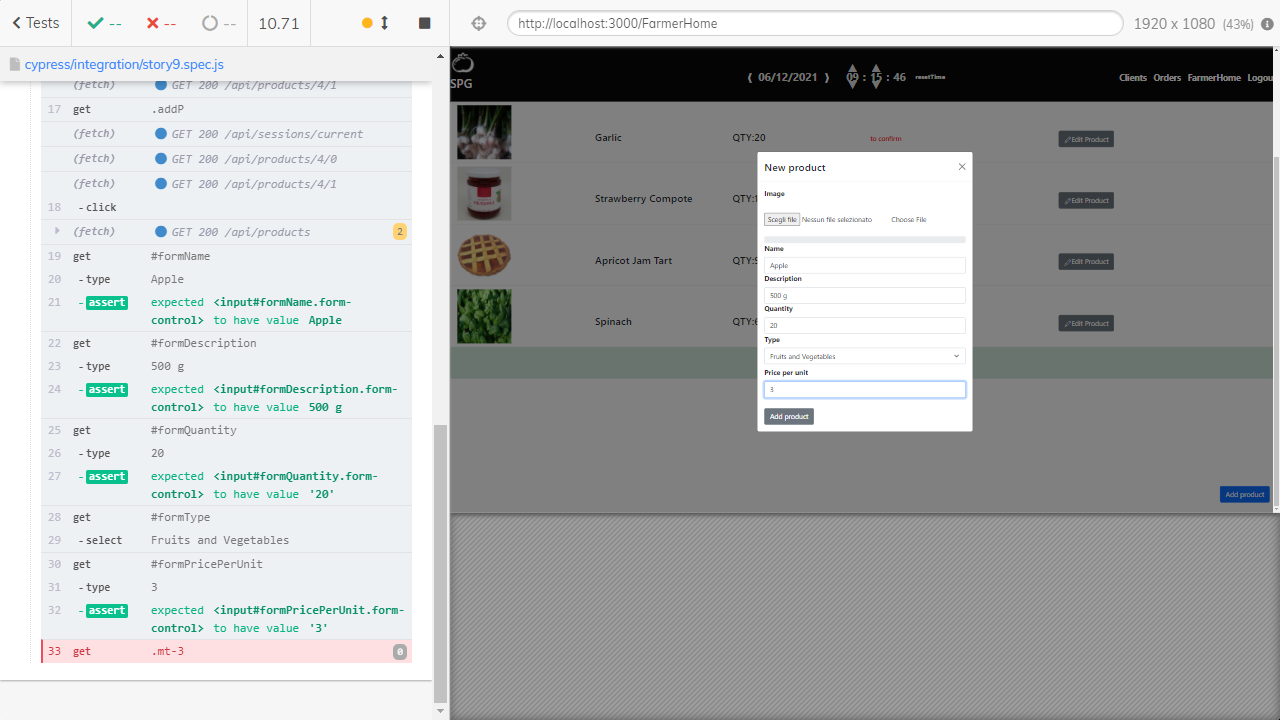 Tests
--
--
--
10.71
http://localhost:3000/FarmerHome
1920 x 1080 (43%)
cypress/integration/story9.spec.js
(fetch) GET 200 /api/products/4/1
17 get .addP
(fetch) GET 200 /api/sessions/current
(fetch) GET 200 /api/products/4/0
(fetch) GET 200 /api/products/4/1
18 - click
(fetch) GET 200 /api/products 2
19 get #formName
20 - type Apple
21 - assert expected <input#formName.form-
control> to have value Apple
22 get #formDescription
23 - type 500 g
24 - assert expected <input#formDescription.form-
control> to have value 500 g
25 get #formQuantity
26 - type 20
27 - assert expected <input#formQuantity.form-
control> to have value '20'
28 get #formType
29 - select Fruits and Vegetables
30 get #formPricePerUnit
31 - type 3
32 - assert expected <input#formPricePerUnit.form-
control> to have value '3'
33 get .mt-3 0
SPG
06/12/2021
09 : 15 : 46
resetTime
Clients Orders FarmerHome Logou
Garlic QTY:20 to confirm Edit Product
Strawberry Compote QTY:1 Edit Product
Apricot Jam Tart QTY:9 Edit Product
Spinach QTY:6 Edit Product
New product
Image
Scegli file Nessun file selezionato Choose File
Name
Apple
Description
500 g
Quantity
20
Type
Fruits and Vegetables
Price per unit
3
Add product
Add product